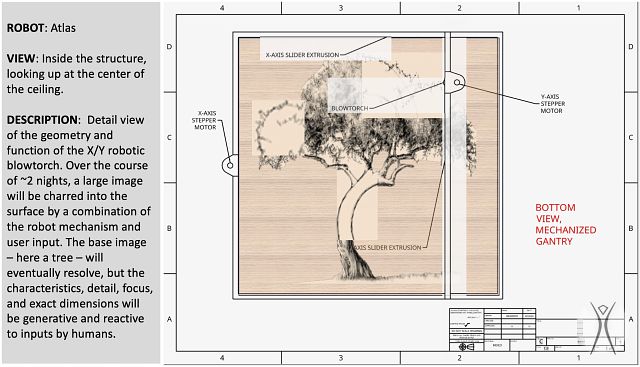 ROBOT: Atlas
VIEW: Inside the structure,
looking up at the center of
the ceiling.
DESCRIPTION: Detail view
of the geometry and
function of the X/Y robotic
blowtorch. Over the course
of ~2 nights, a large image
will be charred into the
surface by a combination of
the robot mechanism and
user input. The base image
– here a tree – will
eventually resolve, but the
characteristics, detail, focus,
and exact dimensions will
be generative and reactive
to inputs by humans.
4 3 2 1
D D
X-AXIS SLIDER EXTRUSION
BLOWTORCH
Y-AXIS
STEPPER
MOTOR
X-AXIS
STEPPER
MOTOR
C C
B B
AXIS SLIDER EXTRUSION
BOTTOM
VIEW,
MECHANIZED
GANTRY
A A
C
4 3 2 1